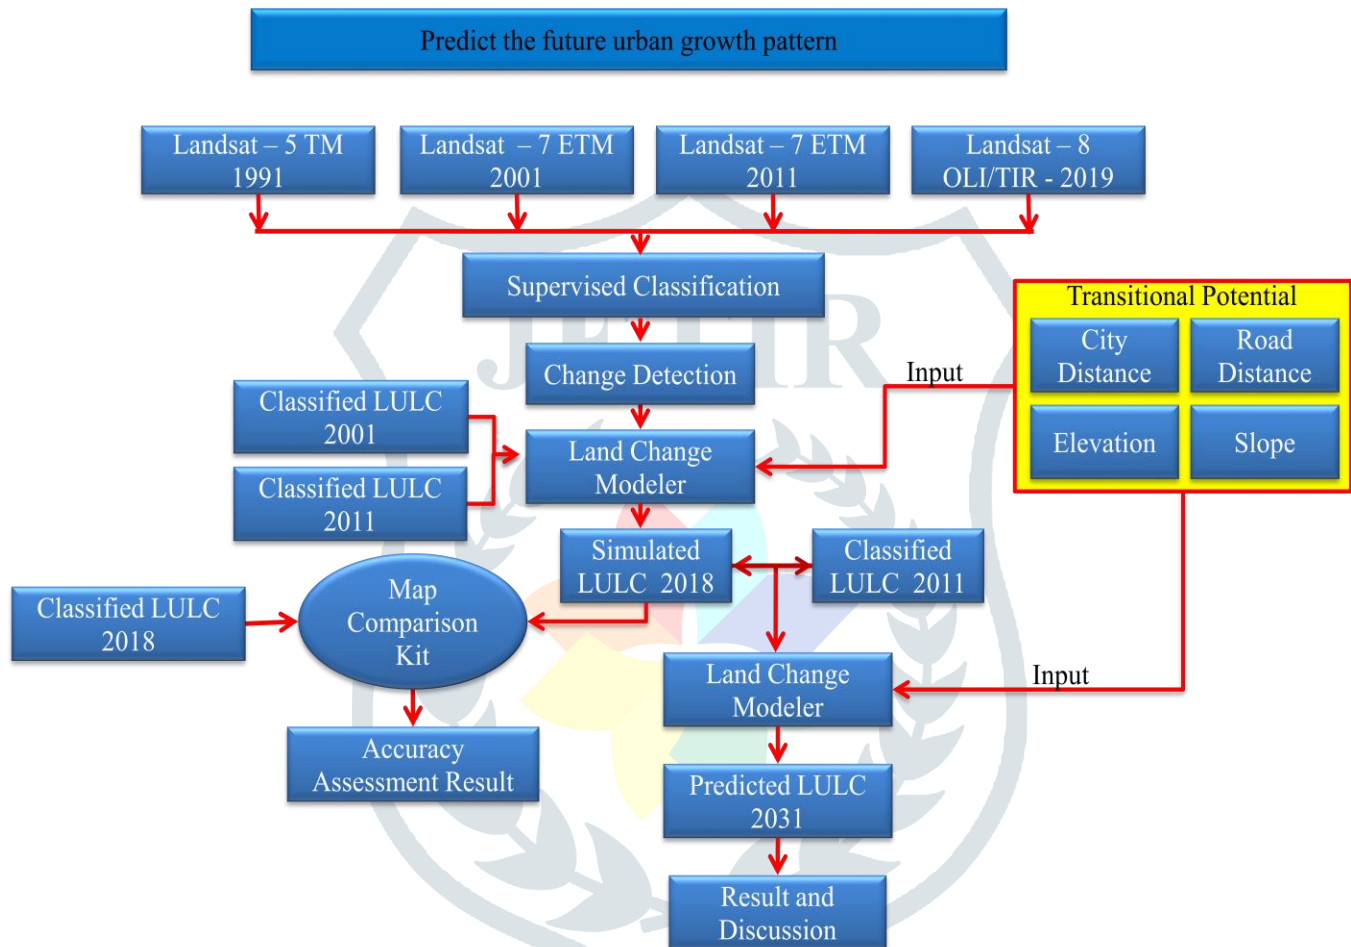 Predict the future urban growth pattern
Landsat – 5 TM
1991
Landsat – 7 ETM
2001
Landsat – 7 ETM
2011
Landsat – 8
OLI/TIR - 2019
Supervised Classification
JETIR
Transitional Potential
City
Distance
Road
Distance
Elevation
Slope
Change Detection
Input
Classified LULC
2001
Classified LULC
2011
Land Change
Modeler
Simulated
LULC 2018
Classified
LULC 2011
Classified LULC
2018
Map
Comparison
Kit
Land Change
Modeler
Input
Accuracy
Assessment Result
Predicted LULC
2031
Result and
Discussion